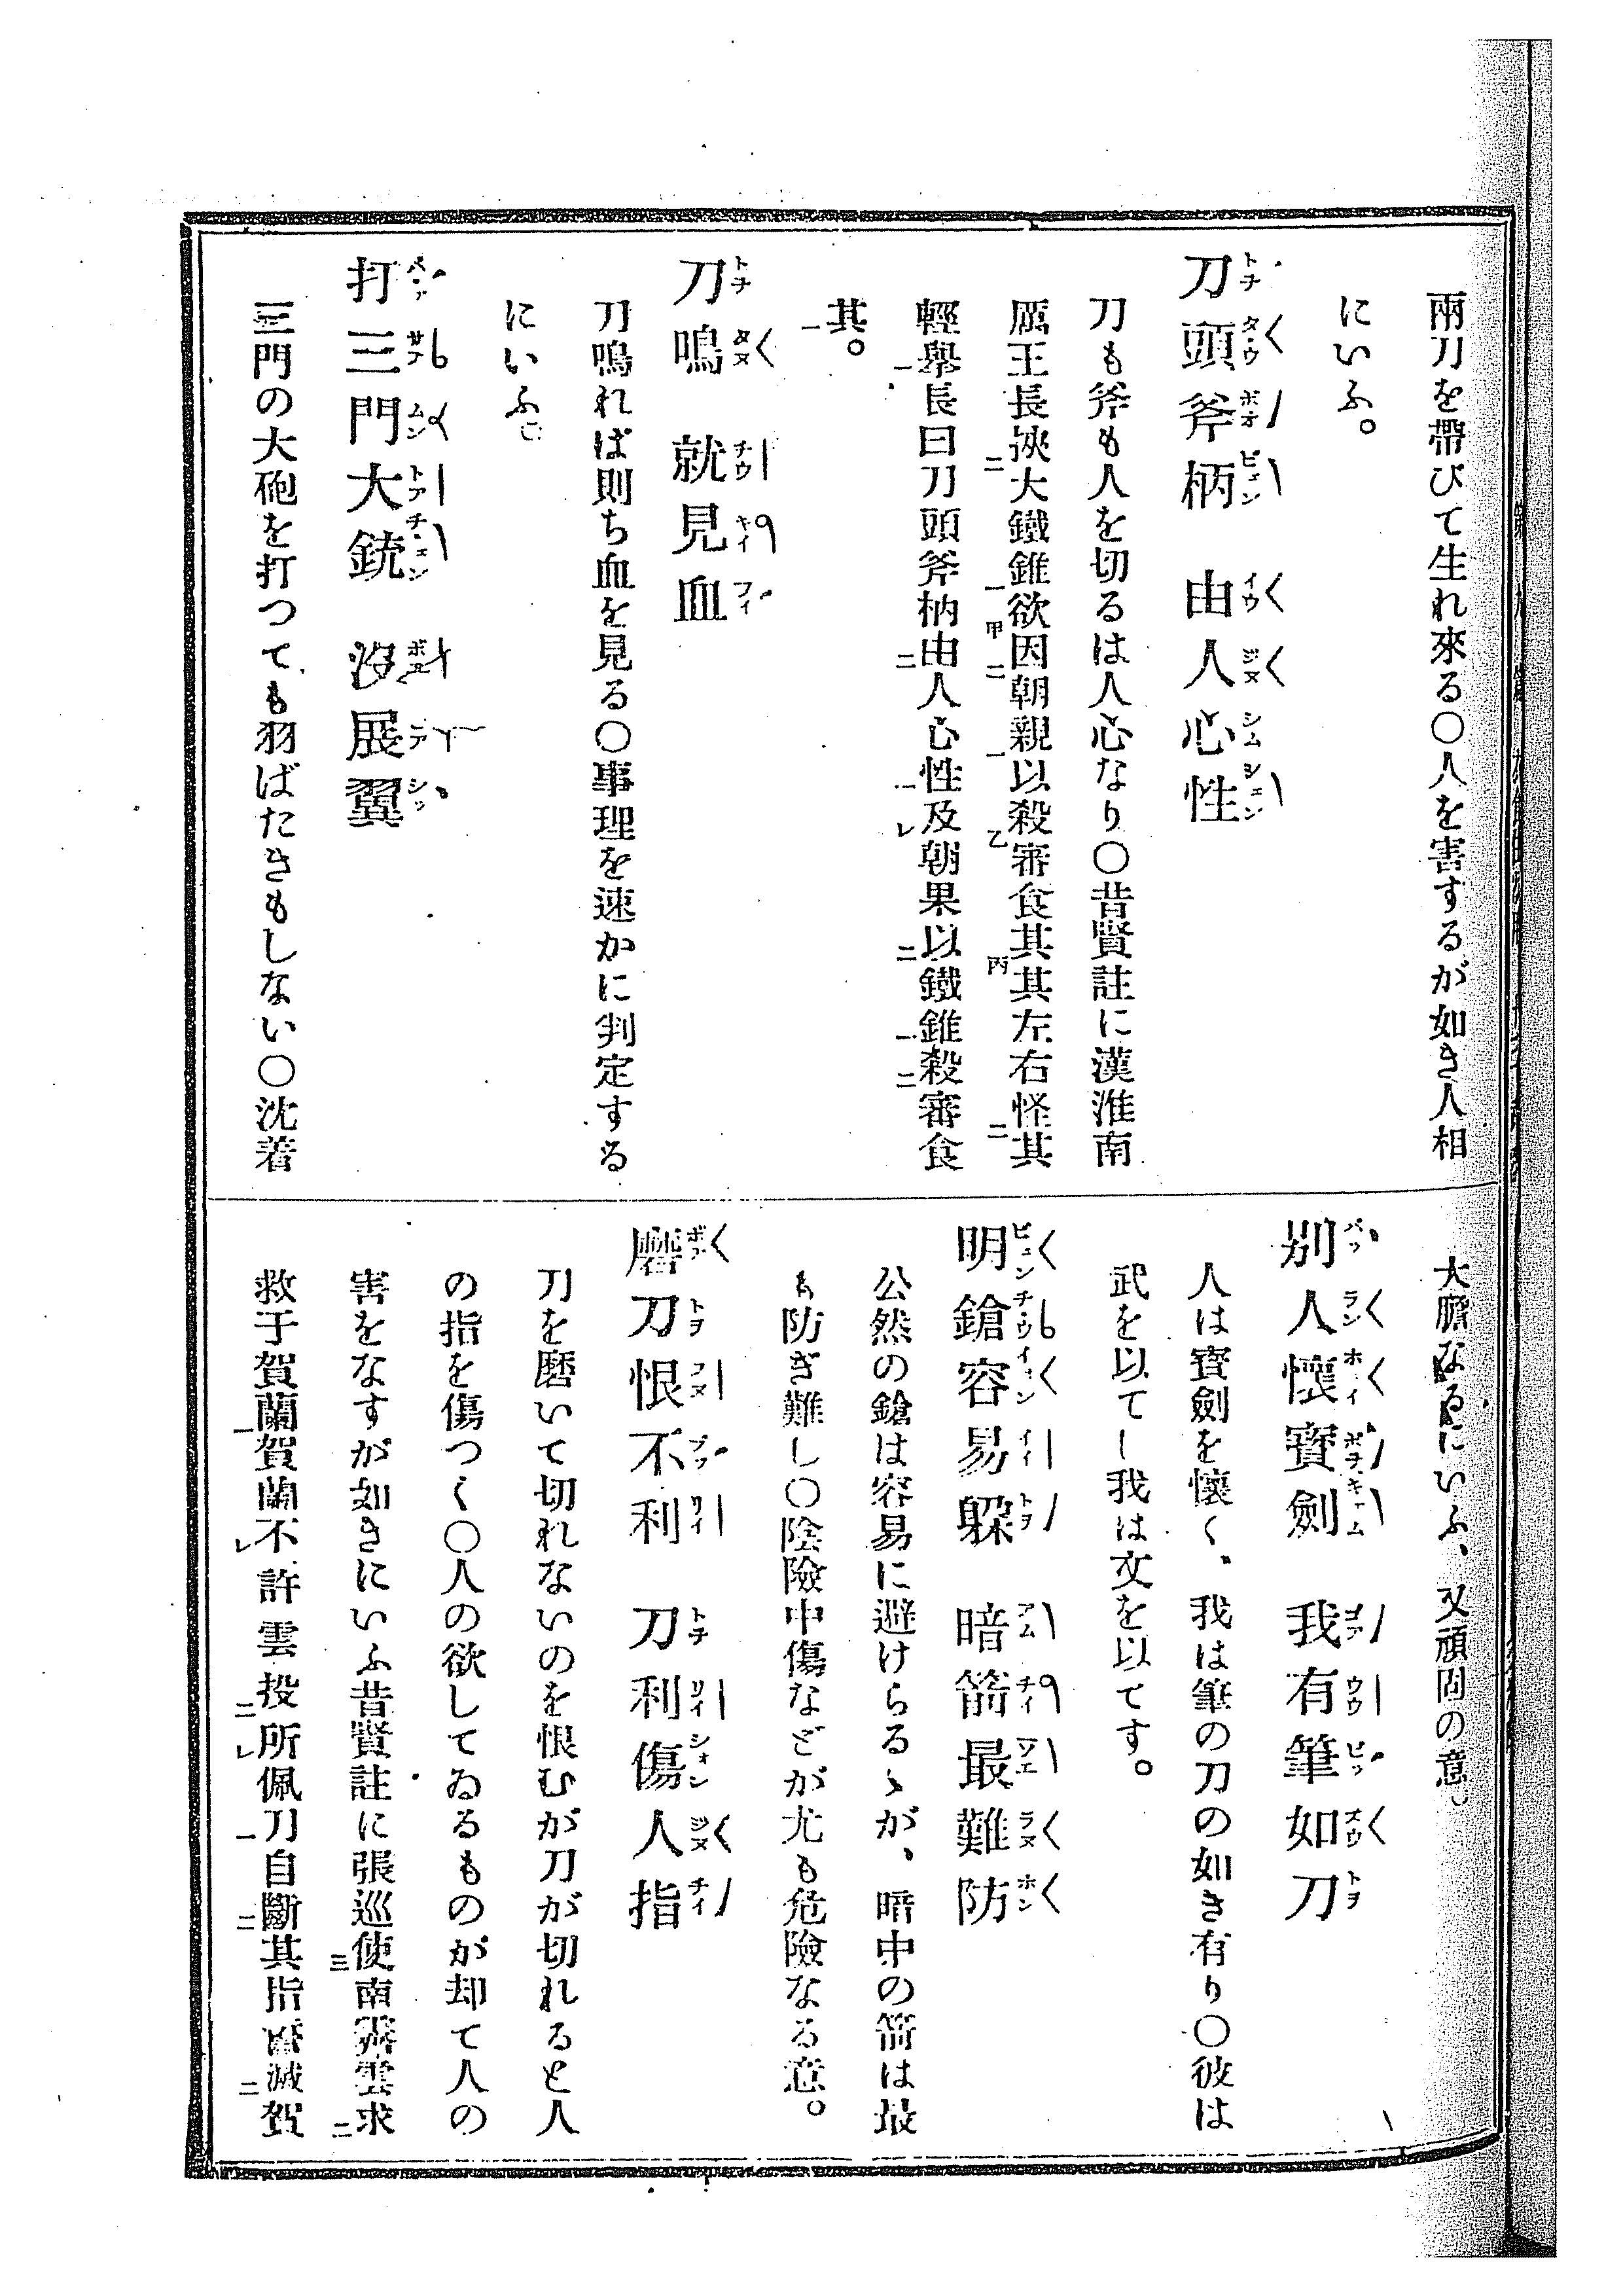 兩刀を帶びて生れ來る〇人を害するが如き人相
にいふ。
刀頭斧柄　由人心性
刀も斧も人を切るは人心なり〇昔賢註に漢淮南
厲王長挾大鐵錐欲因朝親以殺審食其其左右怪其
輕舉長曰刀頭斧柄由人心性及朝果以鐵錐殺審食
其。
刀鳴　就見血
刀鳴れば則ち血を見る〇事理を速かに判定する
にいふ。
打三門大銃　沒展翼
三門の大砲を打つても羽ばたきもしない〇沈着
大膽なるにいふ、又頑固の意。
别人懷寶劍　我有筆如刀
人は寶劍を懷く、我は筆の刀の如き有り〇彼は
武を以てし我は文を以てす。
明鎗容易躱　暗箭最難防
公然の鎗は容易に避けらるゝが、暗中の箭は最
も防ぎ難し〇陰險中傷などが尤も危險なる意。
磨刀恨不利　刀利傷人指
刀を磨いて切れないのを恨むが刀が切れると人
の指を傷つく〇人の欲してゐるものが却て人の
害をなすが如きにいふ昔賢註に張巡使南霽雲求
救于賀蘭賀蘭不許雲投所佩刀自斷其指誓滅賀